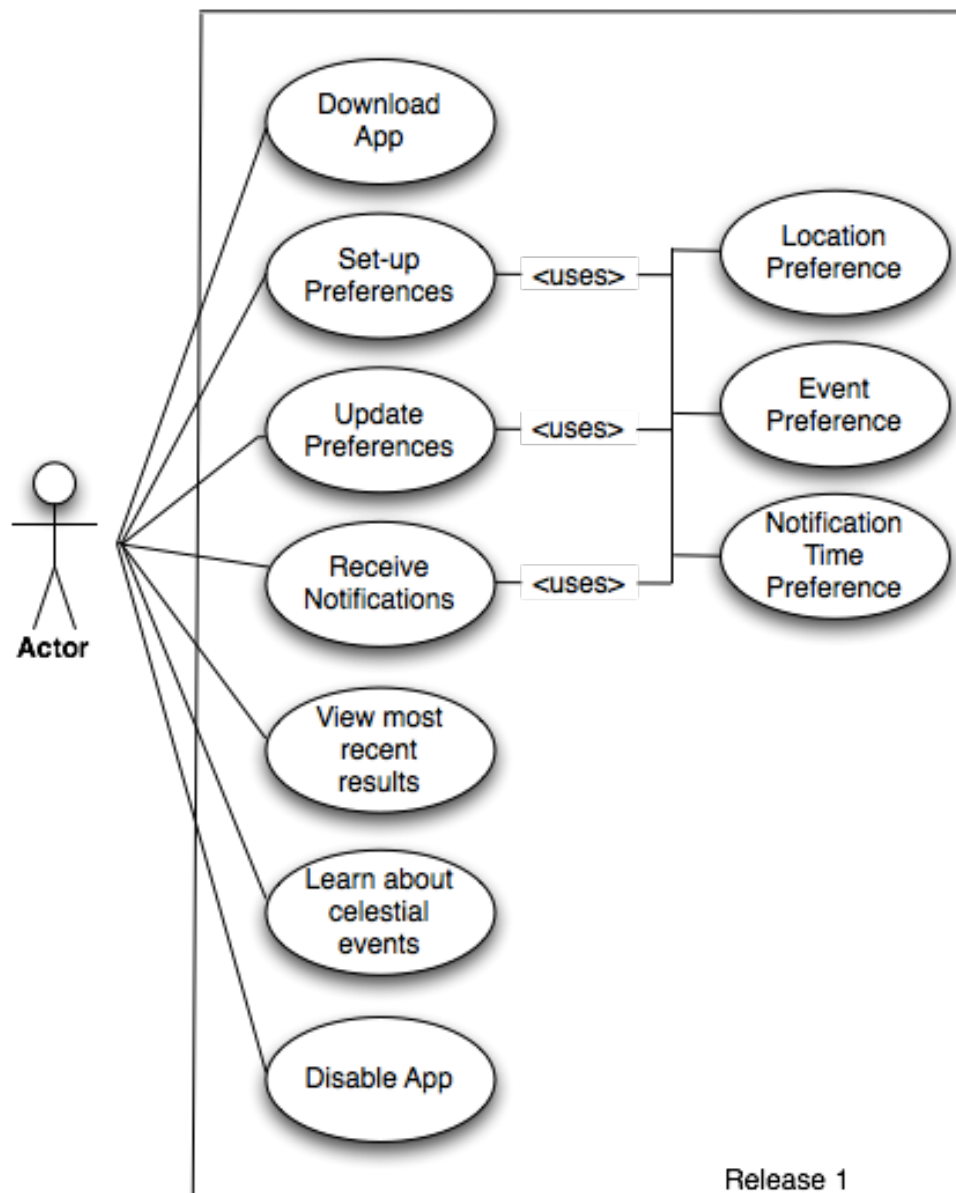 Download
App
Set-up
Preferences
<uses>
Location
Preference
Update
Preferences
<uses>
Event
Preference
Actor
Receive
Notifications
<uses>
Notification
Time
Preference
View most
recent
results
Learn about
celestial
events
Disable App
Release 1